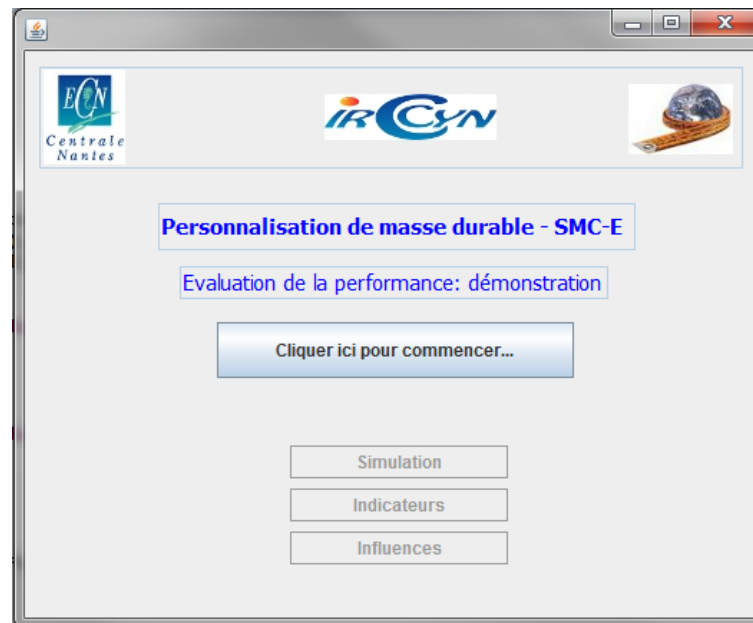 ECN
Centrale
Nantes
IRCCyN
Personnalisation de masse durable - SMC-E
Evaluation de la performance: démonstration
Cliquer ici pour commencer...
Simulation
Indicateurs
Influences